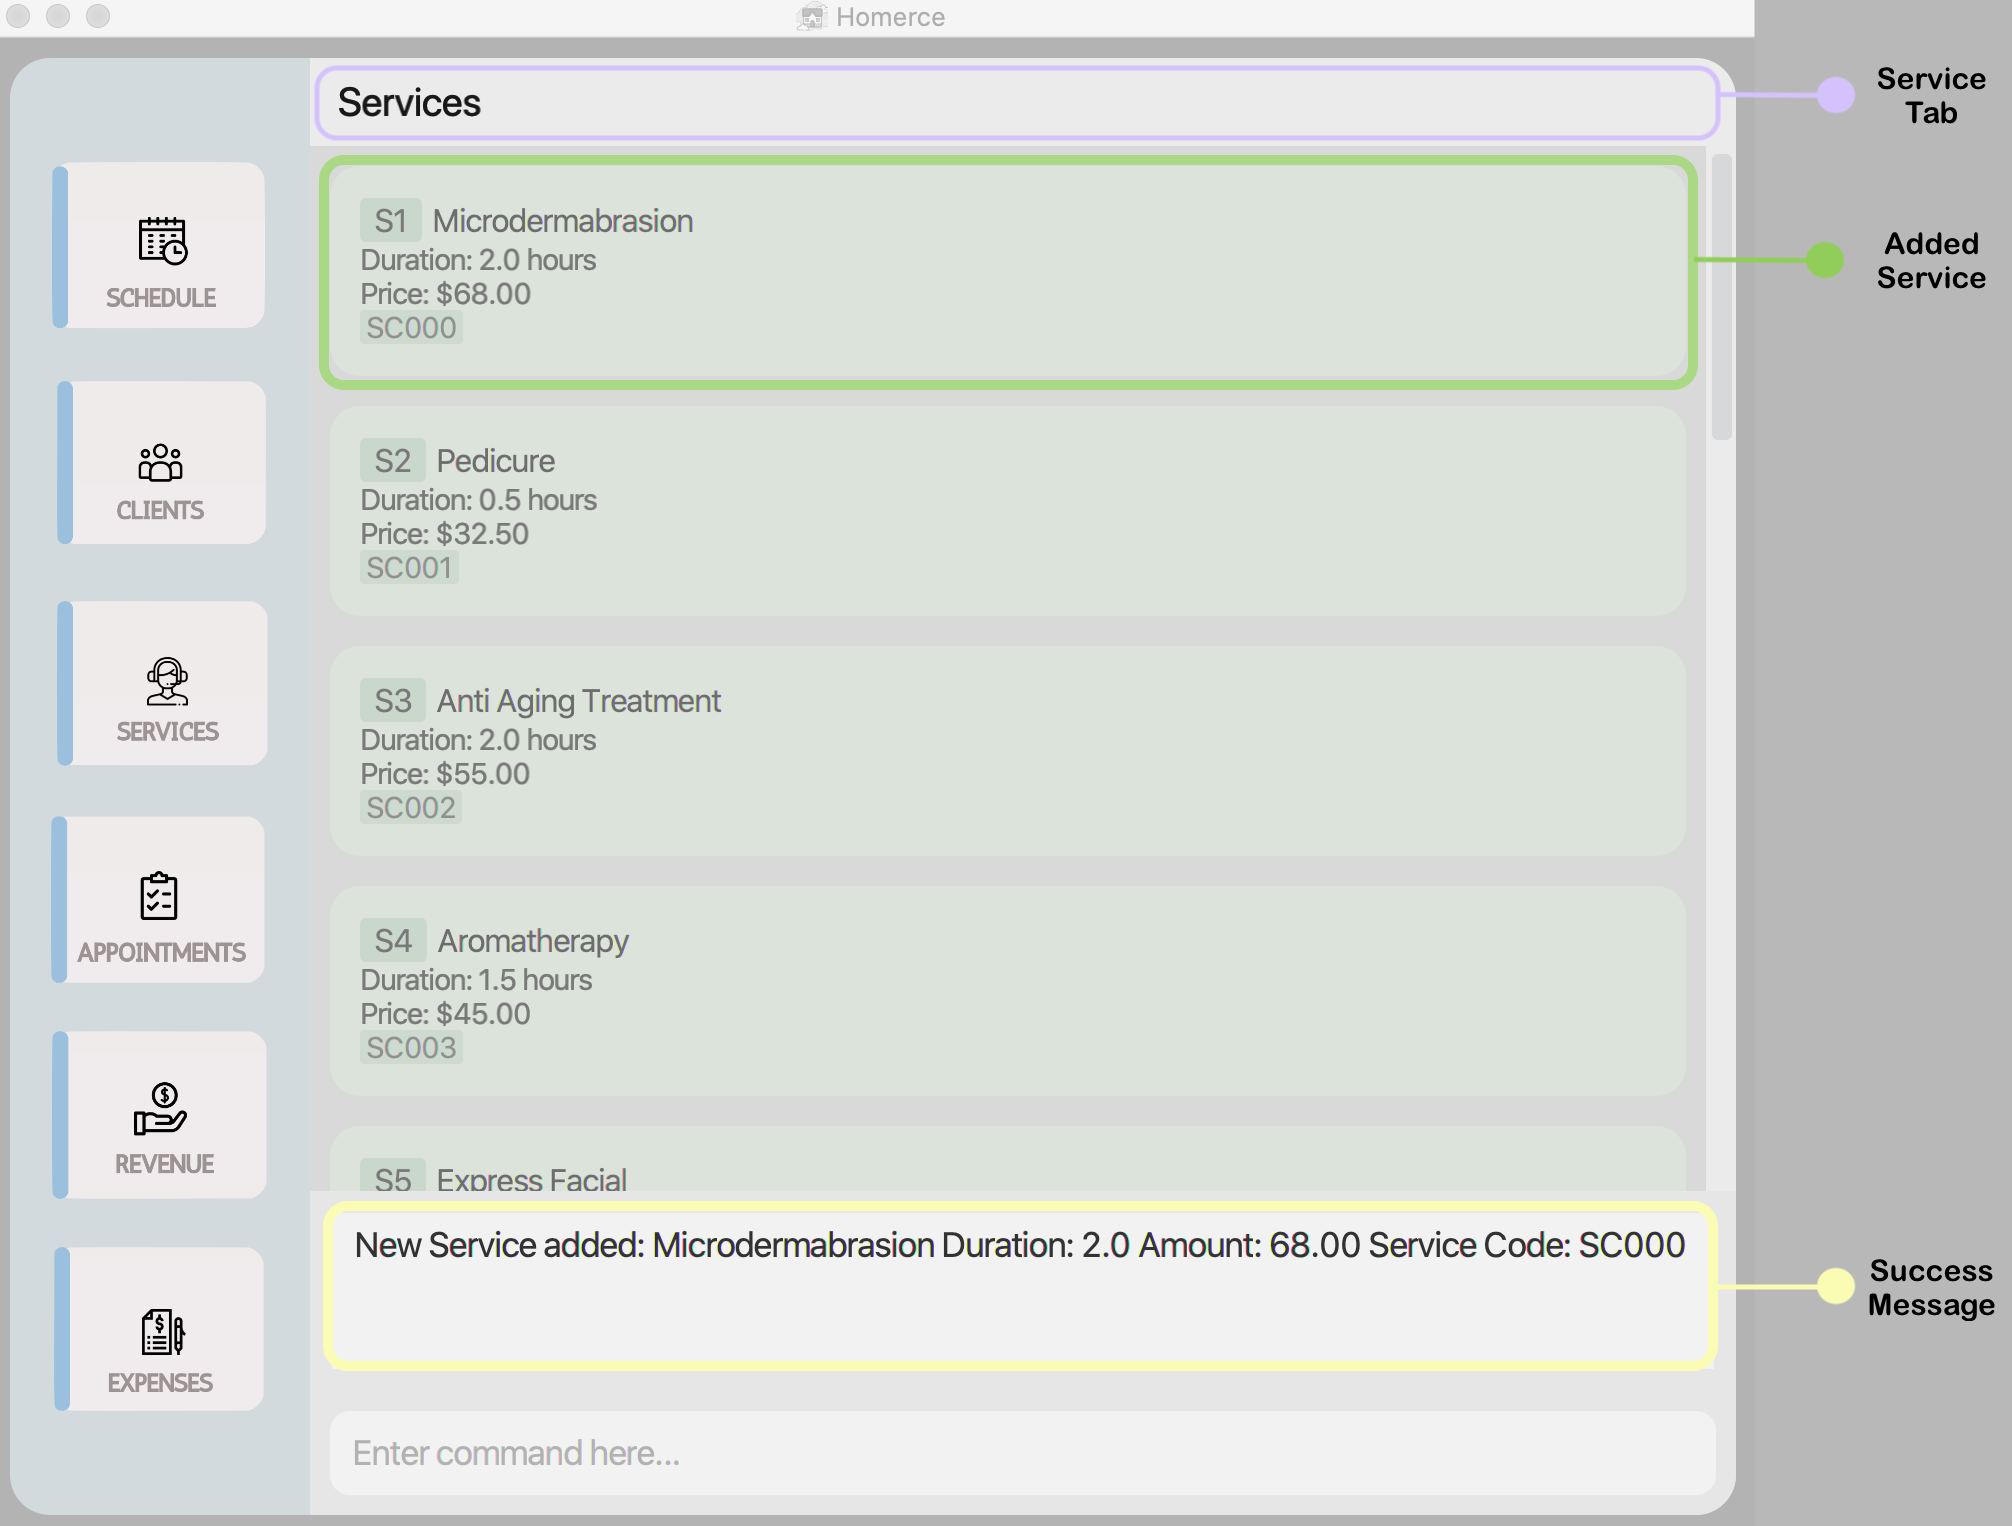 Homerce
Services
Service
Tab
SCHEDULE
CLIENTS
SERVICES
APPOINTMENTS
REVENUE
EXPENSES
S1 Microdermabrasion
Duration: 2.0 hours
Price: $68.00
SC000
Added
Service
S2 Pedicure
Duration: 0.5 hours
Price: $32.50
SC001
S3 Anti Aging Treatment
Duration: 2.0 hours
Price: $55.00
SC002
S4 Aromatherapy
Duration: 1.5 hours
Price: $45.00
SC003
S5 Express Facial
New Service added: Microdermabrasion Duration: 2.0 Amount: 68.00 Service Code: SC000
Success
Message
Enter command here...